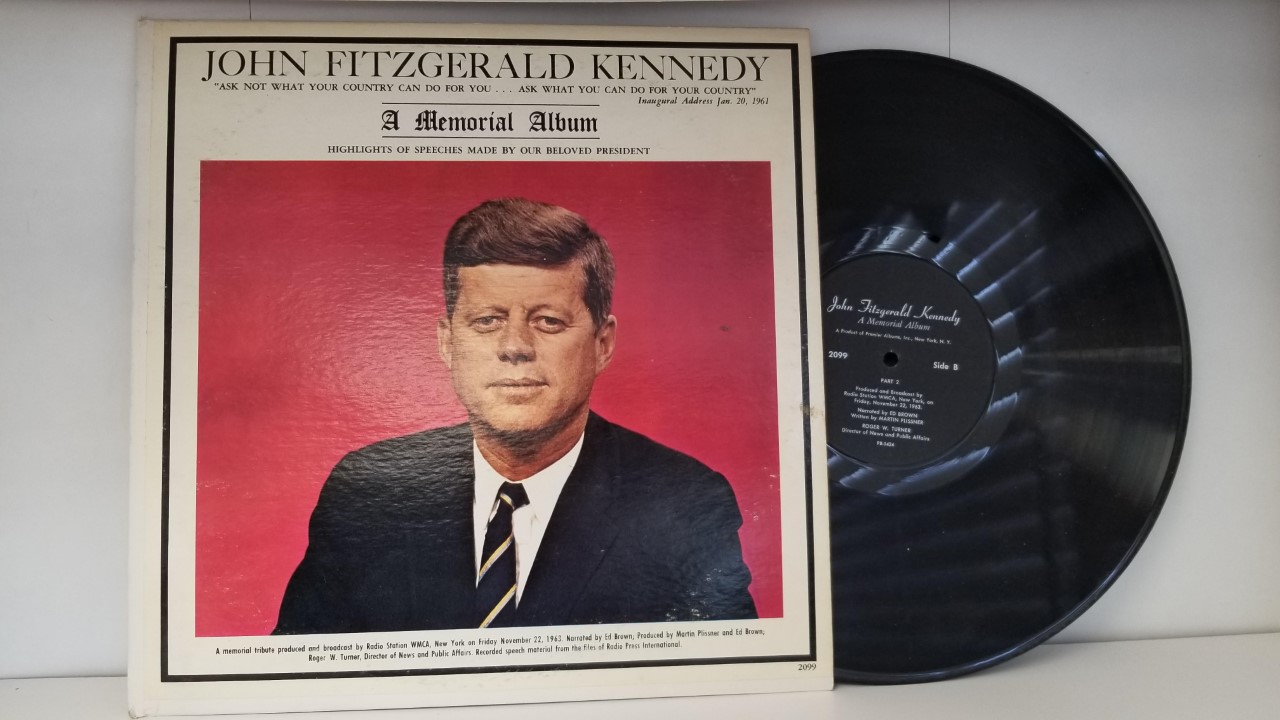 JOHN FITZGERALD KENNEDY
"ASK NOT WHAT YOUR COUNTRY CAN DO FOR YOU . . . ASK WHAT YOU CAN DO FOR YOUR COUNTRY"
Inaugural Address Jan. 20, 1961
A Memorial Album
HIGHLIGHTS OF SPEECHES MADE BY OUR BELOVED PRESIDENT
A memorial tribute produced and broadcast by Radio Station WMCA, New York on Friday November 22, 1963. Narrated by Ed Brown; Produced by Martin Plissner and Ed Brown;
Roger W. Turner, Director of News and Public Affairs. Recorded speech material from the files of Radio Press International.
2099
John Fitzgerald Kennedy
A Memorial Album
A Product of Premier Albums, Inc., New York, N. Y.
2099
Side B
PART 2
Produced and Broadcast by
Radio Station WMCA, New York, on
Friday, November 22, 1963.
Narrated by ED BROWN
Written by MARTIN PLISSNER
ROGER W. TURNER
Director of News and Public Affairs